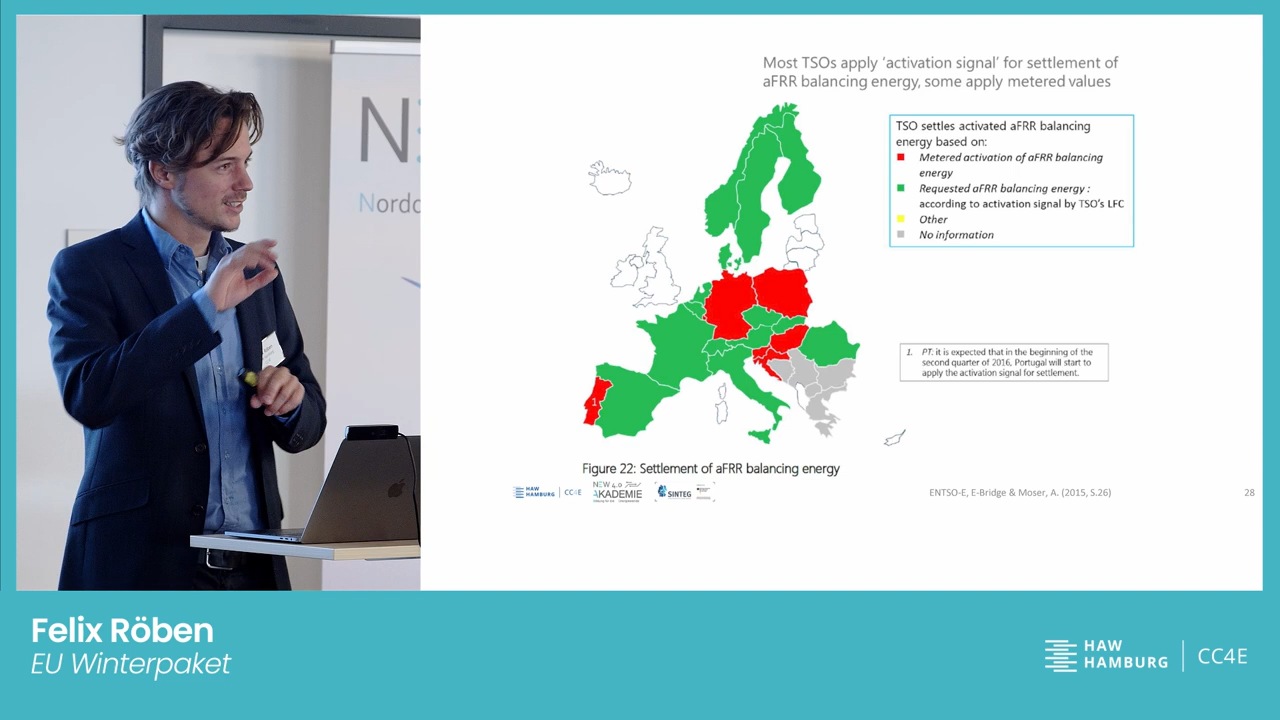 N
Nordd
Most TSOs apply ‘activation signal’ for settlement of
aFRR balancing energy, some apply metered values
TSO settles activated aFRR balancing
energy based on:
Metered activation of aFRR balancing
energy
Requested aFRR balancing energy :
according to activation signal by TSO's LFC
Other
No information
1
1. PT: it is expected that in the beginning of the
second quarter of 2016, Portugal will start to
apply the activation signal for settlement.
Figure 22: Settlement of aFRR balancing energy
HAW
HAMBURG
CC4E
NEW 4.0
AKADEMIE
SINTEG
ENTSO-E, E-Bridge & Moser, A. (2015, S.26)
28
Felix Röben
EU Winterpaket
HAW
HAMBURG
CC4E